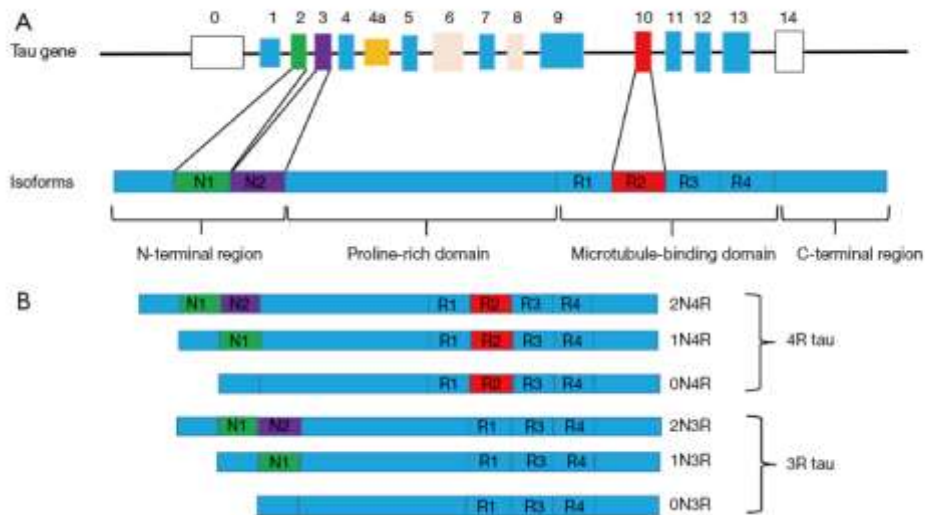 A
0 1 2 3 4 4a 5 6 7 8 9 10 11 12 13 14
Tau gene
Isoforms N1 N2 R1 R2 R3 R4
N-terminal region Proline-rich domain Microtubule-binding domain C-terminal region
B
N1 N2 R1 R2 R3 R4 2N4R
N1 R1 R2 R3 R4 1N4R
4R tau
R1 R2 R3 R4 0N4R
N1 N2 R1 R3 R4 2N3R
N1 R1 R3 R4 1N3R
3R tau
R1 R3 R4 0N3R